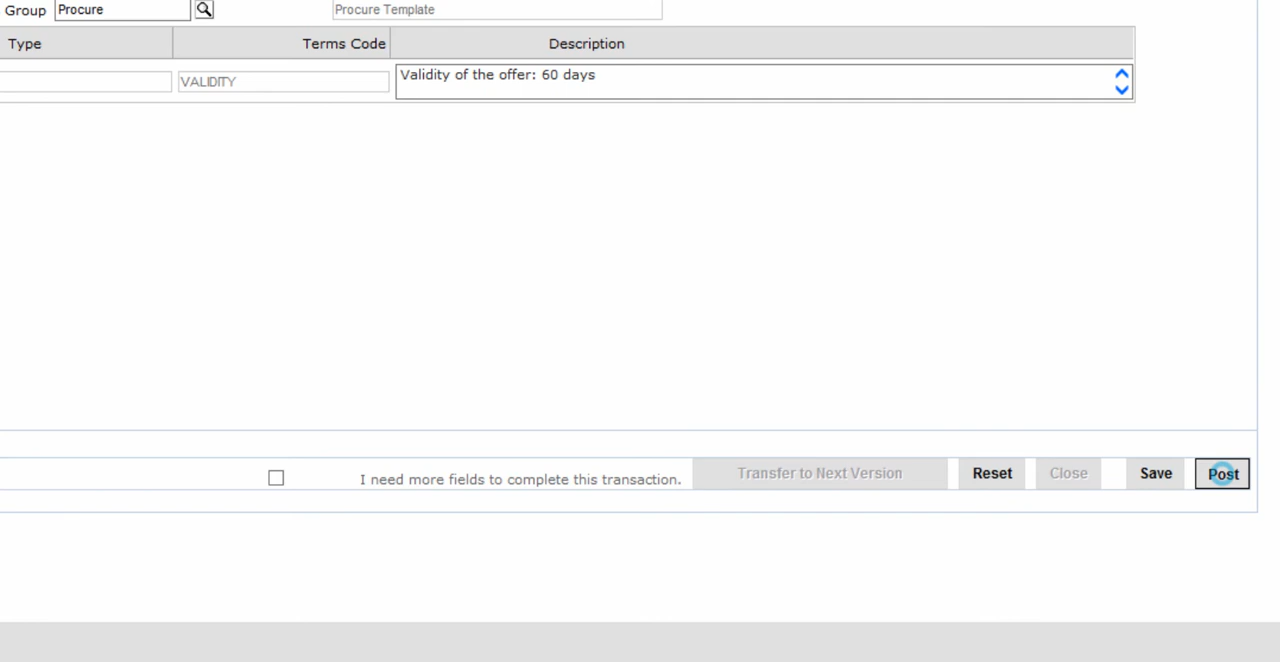 Group Procure Procure Template
Type Terms Code Description
VALIDITY Validity of the offer: 60 days
I need more fields to complete this transaction. Transfer to Next Version Reset Close Save Post